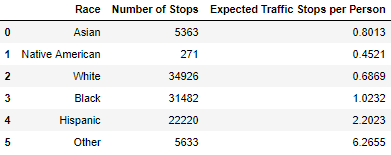 Race Number of Stops Expected Traffic Stops per Person
0 Asian 5363 0.8013
1 Native American 271 0.4521
2 White 34926 0.6869
3 Black 31482 1.0232
4 Hispanic 22220 2.2023
5 Other 5633 6.2655